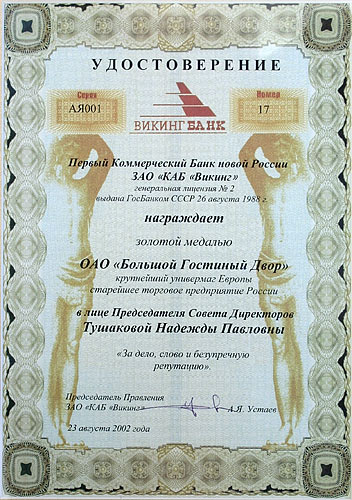 УДОСТОВЕРЕНИЕ
Серия
АЯ001
Номер
17
ВИКИНГ БАНК
Первый Коммерческий Банк новой России
ЗАО «КАБ «Викинг»
генеральная лицензия № 2
выдана ГосБанком СССР 26 августа 1988 г.
награждает
золотой медалью
ОАО «Большой Гостиный Двор»
крупнейший универмаг Европы
старейшее торговое предприятие России
в лице Председателя Совета Директоров
Тушаковой Надежды Павловны
«За дело, слово и безупречную
репутацию».
Председатель Правления
ЗАО «КАБ «Викинг»
А.Я. Устаев
23 августа 2002 года